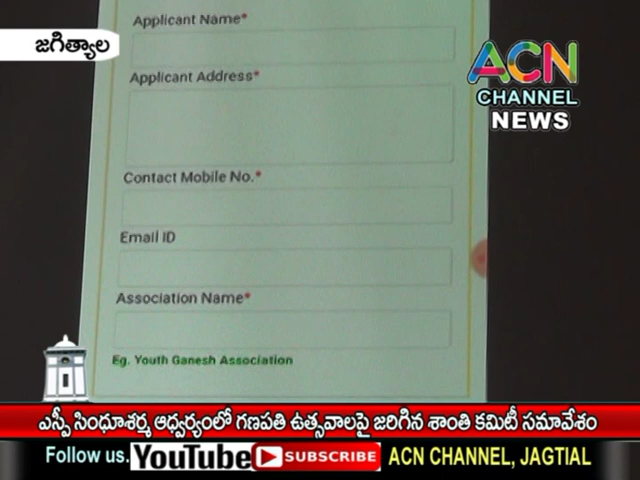 జగిత్యాల
Applicant Name*
ACN
CHANNEL
NEWS
Applicant Address*
Contact Mobile No.*
Email ID
Association Name*
Eg. Youth Ganesh Association
ఎస్పీ సింధూశర్మ ఆధ్వర్యంలో గణపతి ఉత్సవాలపై జరిగిన శాంతి కమిటీ సమావేశం
Follow us. YouTube SUBSCRIBE ACN CHANNEL, JAGTIAL